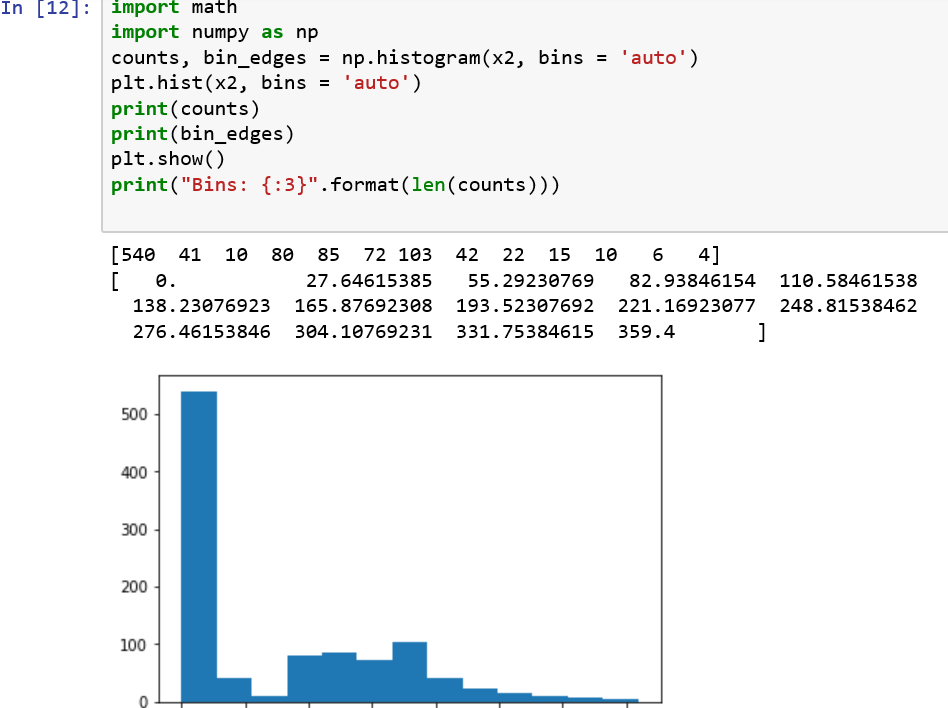 In [12]:
import math
import numpy as np
counts, bin_edges = np.histogram(x2, bins = 'auto')
plt.hist(x2, bins = 'auto')
print(counts)
print(bin_edges)
plt.show()
print("Bins: {:3}".format(len(counts)))
[540  41  10  80  85  72 103  42  22  15  10   6   4]
[   0.           27.64615385   55.29230769   82.93846154  110.58461538
  138.23076923  165.87692308  193.52307692  221.16923077  248.81538462
  276.46153846  304.10769231  331.75384615  359.4       ]
500
400
300
200
100
0